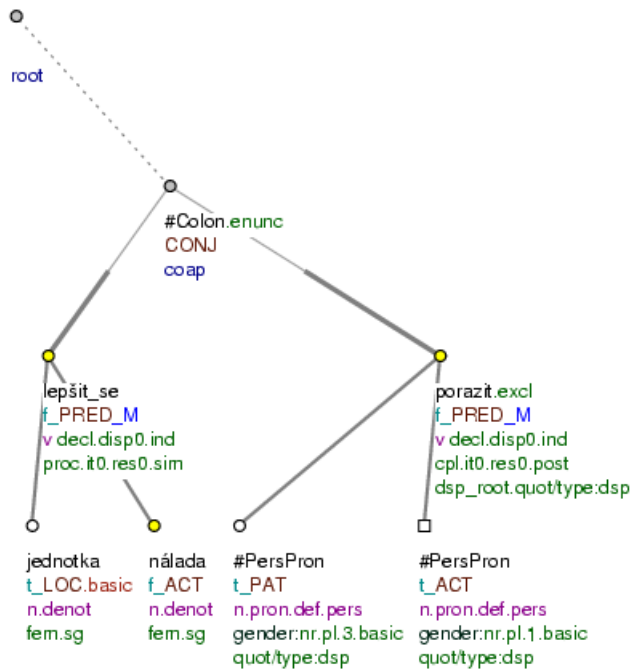 root
#Colon.enunc
CONJ
coap
lepšit_se
f_PRED_M
v decl.disp0.ind
proc.it0.res0.sim
porazit.excl
f_PRED_M
v decl.disp0.ind
cpl.it0.res0.post
dsp_root.quot/type:dsp
jednotka
t_LOC.basic
n.denot
fem.sg
nálada
f_ACT
n.denot
fem.sg
#PersPron
t_PAT
n.pron.def.pers
gender:nr.pl.3.basic
quot/type:dsp
#PersPron
t_ACT
n.pron.def.pers
gender:nr.pl.1.basic
quot/type:dsp